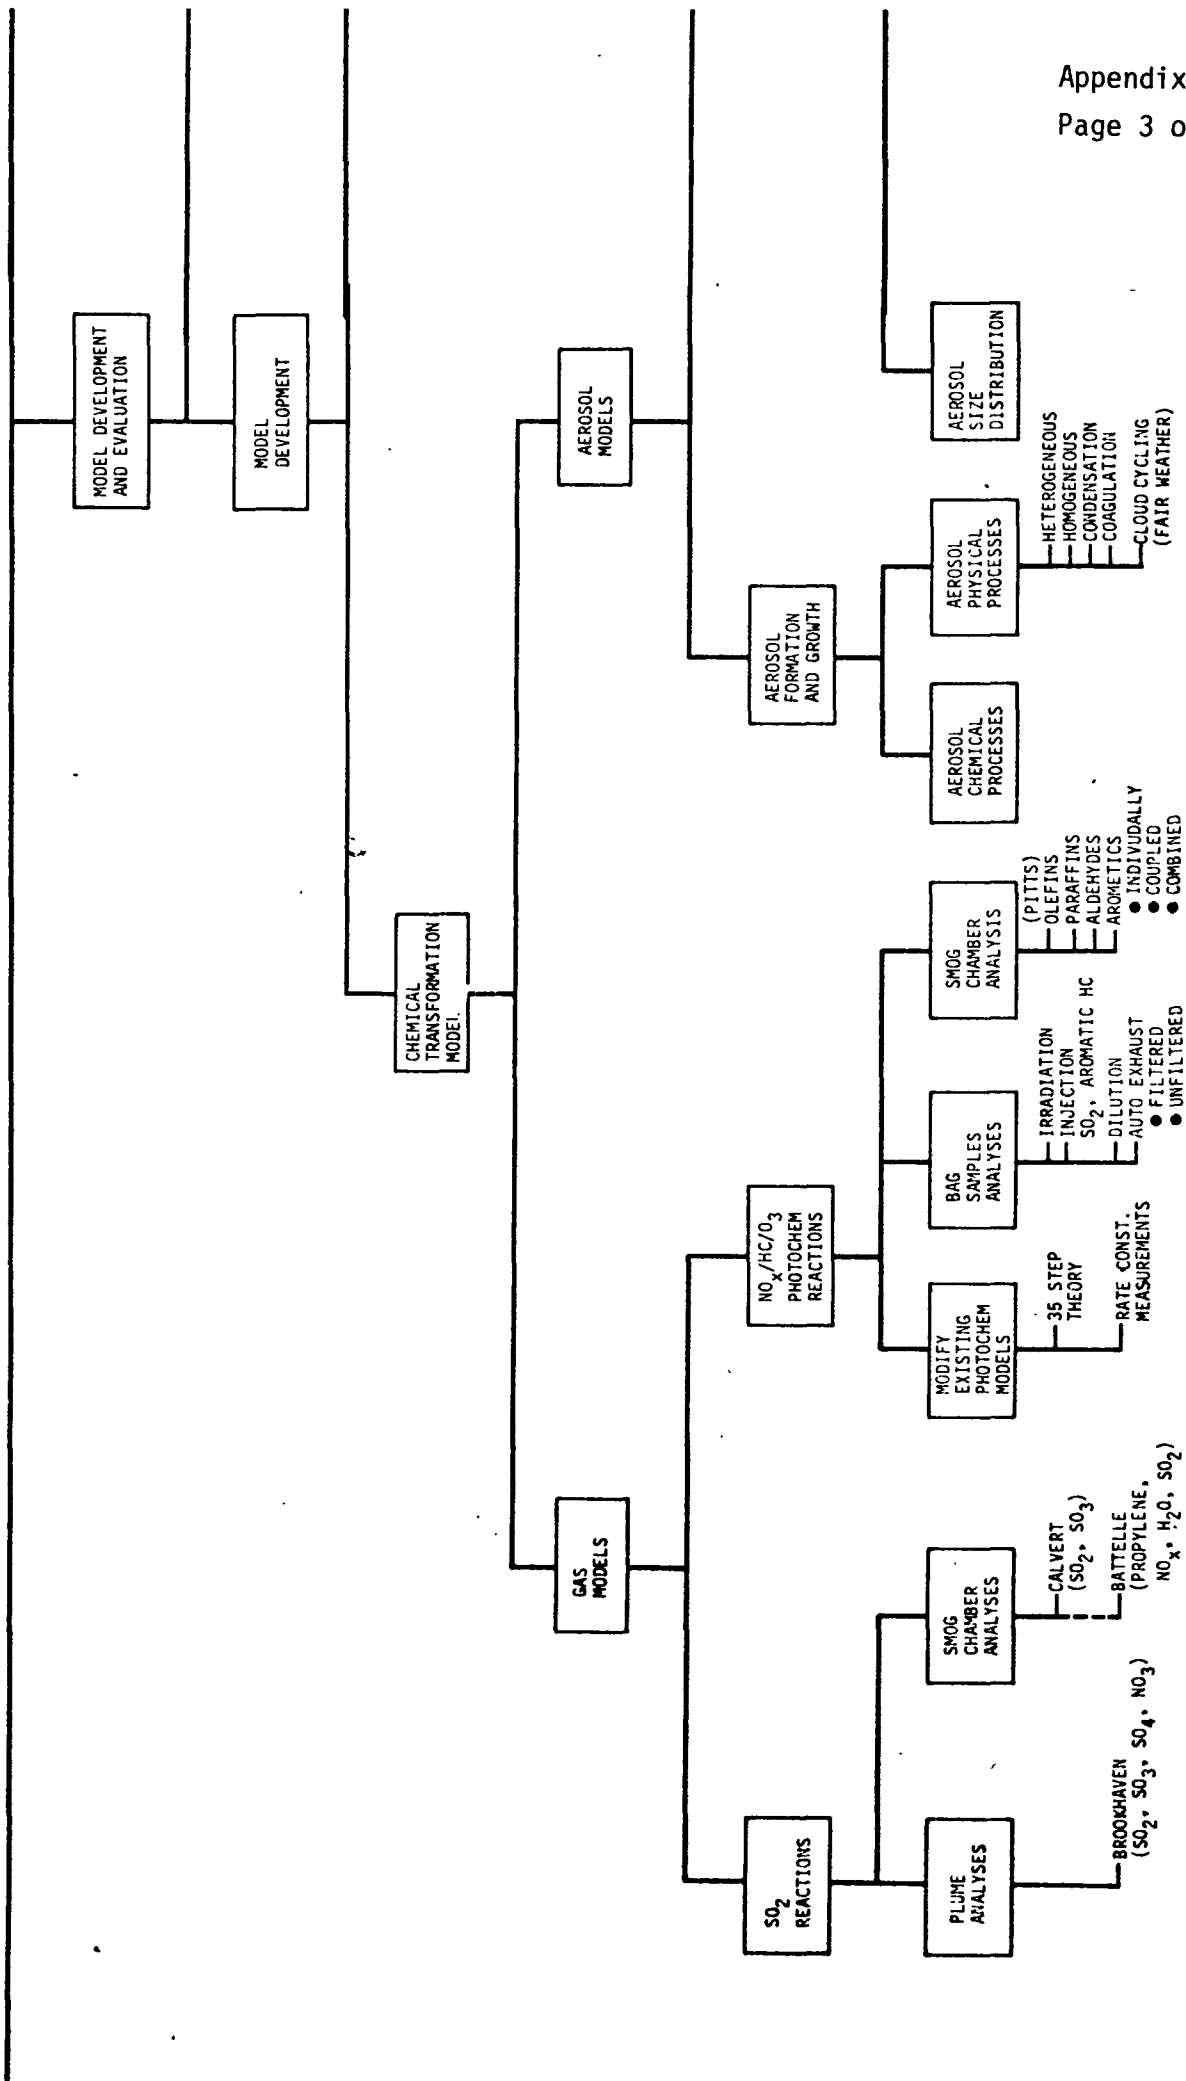 Appendix
Page 3 o
MODEL DEVELOPMENT
AND EVALUATION
MODEL
DEVELOPMENT
CHEMICAL
TRANSFORMATION
MODEL
GAS
MODELS
AEROSOL
MODELS
SO2
REACTIONS
NOx/HC/O3
PHOTOCHEM
REACTIONS
AEROSOL
FORMATION
AND GROWTH
PLUME
ANALYSES
SMOG
CHAMBER
ANALYSES
MODIFY
EXISTING
PHOTOCHEM
MODELS
BAG
SAMPLES
ANALYSES
SMOG
CHAMBER
ANALYSIS
AEROSOL
CHEMICAL
PROCESSES
AEROSOL
PHYSICAL
PROCESSES
AEROSOL
SIZE
DISTRIBUTION
BROOKHAVEN
(SO2, SO3, SO4, NO3)
CALVERT
(SO2, SO3)
BATTELLE
(PROPYLENE,
NOx, H2O, SO2)
35 STEP
THEORY
RATE CONST.
MEASUREMENTS
IRRADIATION
INJECTION
SO2, AROMATIC HC
DILUTION
AUTO EXHAUST
● FILTERED
● UNFILTERED
(PITTS)
OLEFINS
PARAFFINS
ALDEHYDES
AROMETICS
● INDIVUDALLY
● COUPLED
● COMBINED
HETEROGENEOUS
HOMOGENEOUS
CONDENSATION
COAGULATION
CLOUD CYCLING
(FAIR WEATHER)